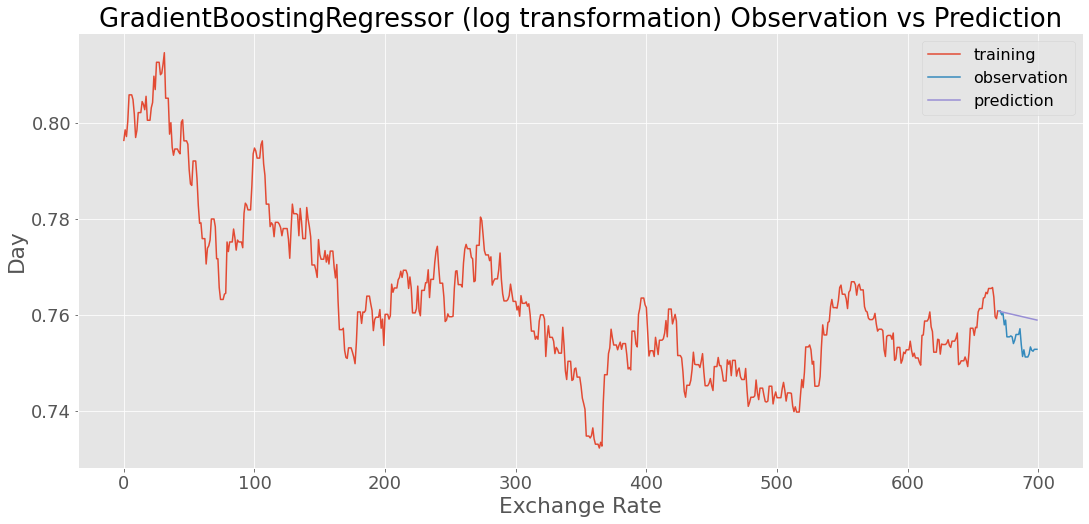 GradientBoostingRegressor (log transformation) Observation vs Prediction
training
observation
prediction
0.80
0.78
0.76
0.74
Day
0 100 200 300 400 500 600 700
Exchange Rate